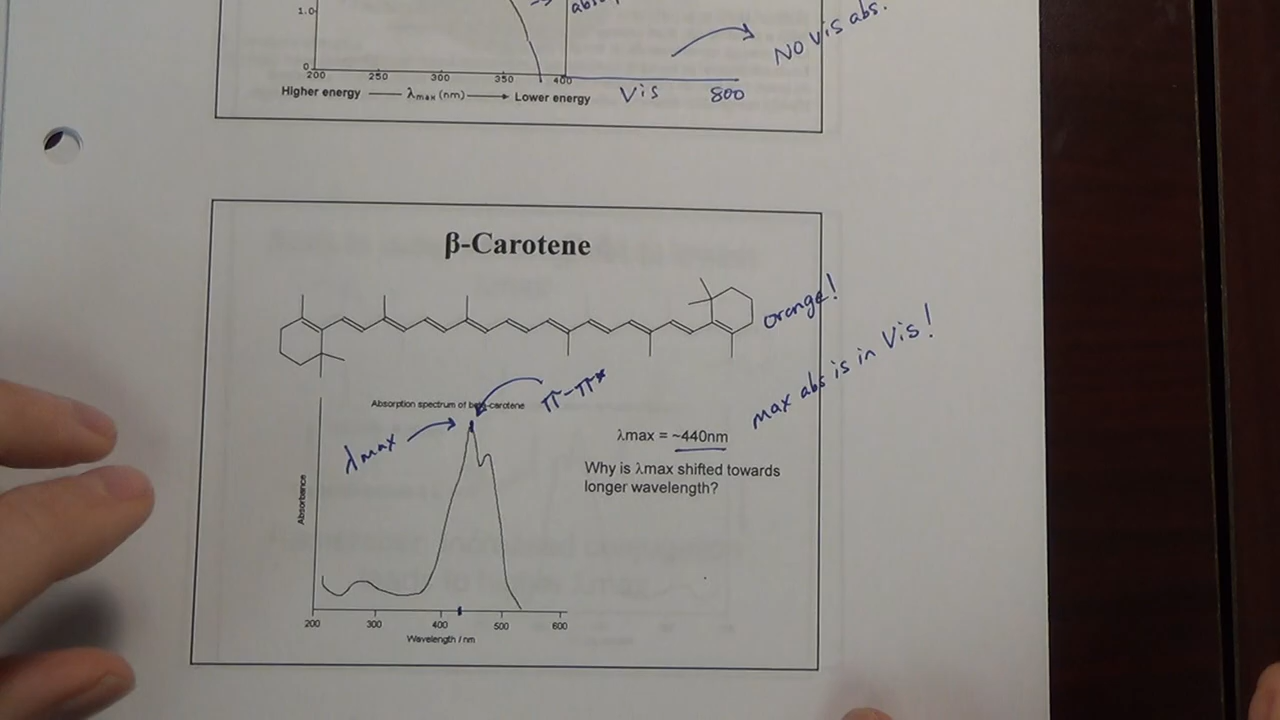 1.0
NO Vis abs.
0
200 250 300 350 400
Higher energy λmax (nm) Lower energy
Vis 800
β-Carotene
orange!
max abs is in Vis!
π-π*
Absorption spectrum of beta-carotene
λmax
λmax = ~440nm
Why is λmax shifted towards
longer wavelength?
Absorbance
200 300 400 500 600
Wavelength / nm